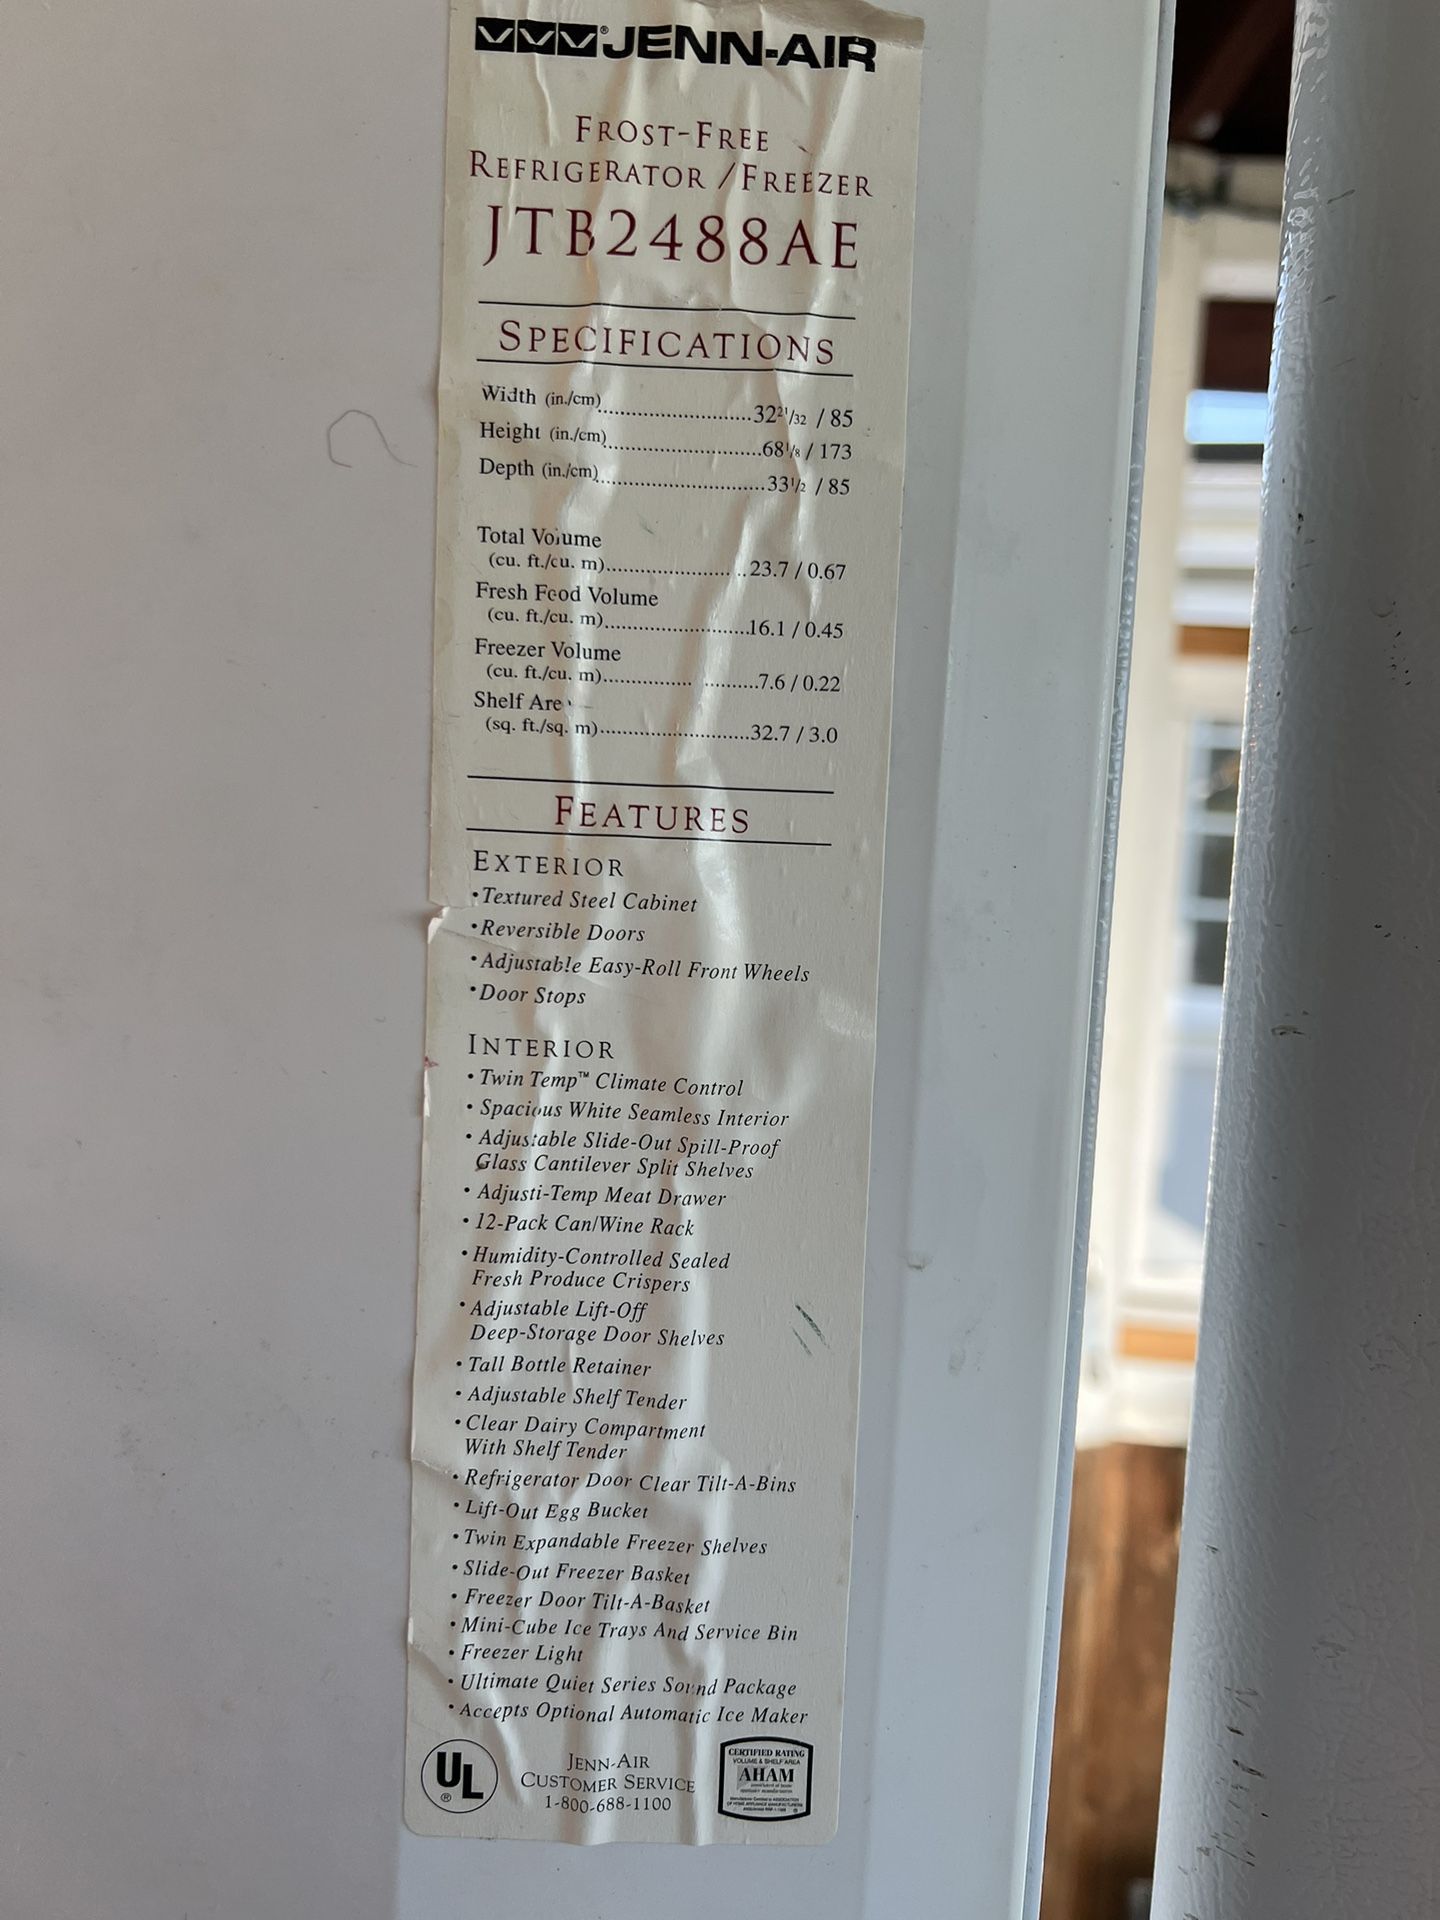 JENN-AIR
FROST-FREE
REFRIGERATOR / FREEZER
JTB2488AE
SPECIFICATIONS
Width (in./cm)...........................32 21/32 / 85
Height (in./cm)...........................68 1/8 / 173
Depth (in./cm)...........................33 1/2 / 85
Total Volume
(cu. ft./cu. m)........................23.7 / 0.67
Fresh Food Volume
(cu. ft./cu. m)........................16.1 / 0.45
Freezer Volume
(cu. ft./cu. m)........................7.6 / 0.22
Shelf Are
(sq. ft./sq. m)........................32.7 / 3.0
FEATURES
EXTERIOR
• Textured Steel Cabinet
• Reversible Doors
• Adjustable Easy-Roll Front Wheels
• Door Stops
INTERIOR
• Twin Temp™ Climate Control
• Spacious White Seamless Interior
• Adjustable Slide-Out Spill-Proof
Glass Cantilever Split Shelves
• Adjusti-Temp Meat Drawer
• 12-Pack Can/Wine Rack
• Humidity-Controlled Sealed
Fresh Produce Crispers
• Adjustable Lift-Off
Deep-Storage Door Shelves
• Tall Bottle Retainer
• Adjustable Shelf Tender
• Clear Dairy Compartment
With Shelf Tender
• Refrigerator Door Clear Tilt-A-Bins
• Lift-Out Egg Bucket
• Twin Expandable Freezer Shelves
• Slide-Out Freezer Basket
• Freezer Door Tilt-A-Basket
• Mini-Cube Ice Trays And Service Bin
• Freezer Light
• Ultimate Quiet Series Sound Package
• Accepts Optional Automatic Ice Maker
UL ®
JENN-AIR
CUSTOMER SERVICE
1-800-688-1100
CERTIFIED RATING
VOLUME & SHELF AREA
AHAM